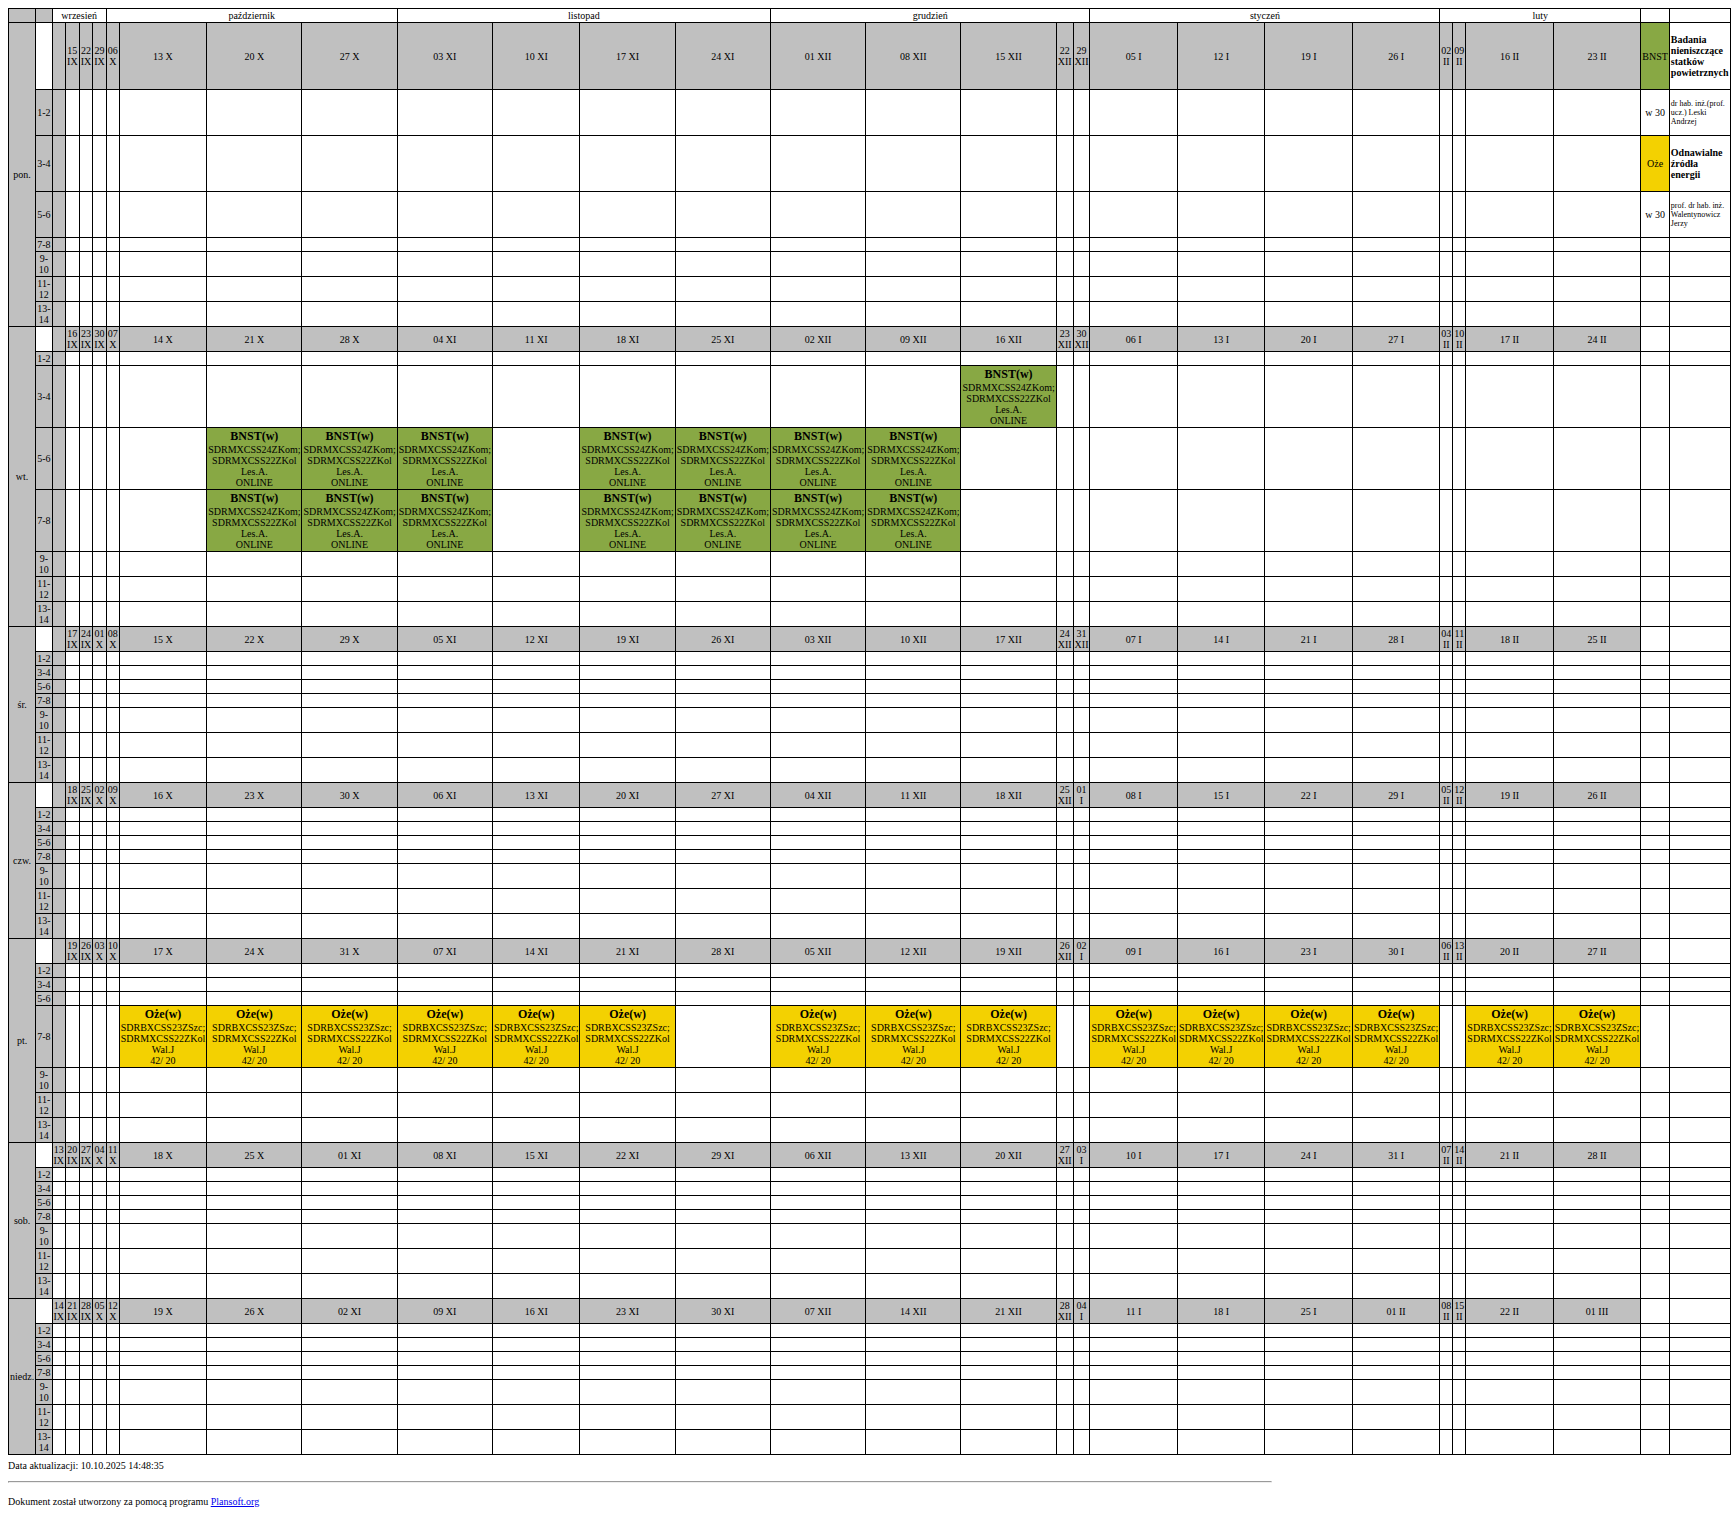 wrzesień październik listopad grudzień styczeń luty
pon. 15 IX 22 IX 29 IX 06 X 13 X 20 X 27 X 03 XI 10 XI 17 XI 24 XI 01 XII 08 XII 15 XII 22 XII 29 XII 05 I 12 I 19 I 26 I 02 II 09 II 16 II 23 II BNST Badania nieniszczące statków powietrznych
1-2 w 30 dr hab. inż.(prof. ucz.) Leski Andrzej
3-4 Oże Odnawialne źródła energii
5-6 w 30 prof. dr hab. inż. Walentynowicz Jerzy
7-8
9-10
11-12
13-14
wt. 16 IX 23 IX 30 IX 07 X 14 X 21 X 28 X 04 XI 11 XI 18 XI 25 XI 02 XII 09 XII 16 XII 23 XII 30 XII 06 I 13 I 20 I 27 I 03 II 10 II 17 II 24 II
1-2
3-4 BNST(w)
SDRMXCSS24ZKom;
SDRMXCSS22ZKol
Les.A.
ONLINE
5-6 BNST(w) BNST(w) BNST(w) BNST(w) BNST(w) BNST(w) BNST(w)
SDRMXCSS24ZKom; SDRMXCSS24ZKom; SDRMXCSS24ZKom; SDRMXCSS24ZKom; SDRMXCSS24ZKom; SDRMXCSS24ZKom; SDRMXCSS24ZKom;
SDRMXCSS22ZKol SDRMXCSS22ZKol SDRMXCSS22ZKol SDRMXCSS22ZKol SDRMXCSS22ZKol SDRMXCSS22ZKol SDRMXCSS22ZKol
Les.A. Les.A. Les.A. Les.A. Les.A. Les.A. Les.A.
ONLINE ONLINE ONLINE ONLINE ONLINE ONLINE ONLINE
7-8 BNST(w) BNST(w) BNST(w) BNST(w) BNST(w) BNST(w) BNST(w)
SDRMXCSS24ZKom; SDRMXCSS24ZKom; SDRMXCSS24ZKom; SDRMXCSS24ZKom; SDRMXCSS24ZKom; SDRMXCSS24ZKom; SDRMXCSS24ZKom;
SDRMXCSS22ZKol SDRMXCSS22ZKol SDRMXCSS22ZKol SDRMXCSS22ZKol SDRMXCSS22ZKol SDRMXCSS22ZKol SDRMXCSS22ZKol
Les.A. Les.A. Les.A. Les.A. Les.A. Les.A. Les.A.
ONLINE ONLINE ONLINE ONLINE ONLINE ONLINE ONLINE
9-10
11-12
13-14
śr. 17 IX 24 IX 01 X 08 X 15 X 22 X 29 X 05 XI 12 XI 19 XI 26 XI 03 XII 10 XII 17 XII 24 XII 31 XII 07 I 14 I 21 I 28 I 04 II 11 II 18 II 25 II
1-2
3-4
5-6
7-8
9-10
11-12
13-14
czw. 18 IX 25 IX 02 X 09 X 16 X 23 X 30 X 06 XI 13 XI 20 XI 27 XI 04 XII 11 XII 18 XII 25 XII 01 I 08 I 15 I 22 I 29 I 05 II 12 II 19 II 26 II
1-2
3-4
5-6
7-8
9-10
11-12
13-14
pt. 19 IX 26 IX 03 X 10 X 17 X 24 X 31 X 07 XI 14 XI 21 XI 28 XI 05 XII 12 XII 19 XII 26 XII 02 I 09 I 16 I 23 I 30 I 06 II 13 II 20 II 27 II
1-2
3-4
5-6
7-8 Oże(w) Oże(w) Oże(w) Oże(w) Oże(w) Oże(w) Oże(w) Oże(w) Oże(w) Oże(w) Oże(w) Oże(w) Oże(w) Oże(w) Oże(w)
SDRBXCSS23ZSzc; SDRBXCSS23ZSzc; SDRBXCSS23ZSzc; SDRBXCSS23ZSzc; SDRBXCSS23ZSzc; SDRBXCSS23ZSzc; SDRBXCSS23ZSzc; SDRBXCSS23ZSzc; SDRBXCSS23ZSzc; SDRBXCSS23ZSzc; SDRBXCSS23ZSzc; SDRBXCSS23ZSzc; SDRBXCSS23ZSzc; SDRBXCSS23ZSzc; SDRBXCSS23ZSzc;
SDRMXCSS22ZKol SDRMXCSS22ZKol SDRMXCSS22ZKol SDRMXCSS22ZKol SDRMXCSS22ZKol SDRMXCSS22ZKol SDRMXCSS22ZKol SDRMXCSS22ZKol SDRMXCSS22ZKol SDRMXCSS22ZKol SDRMXCSS22ZKol SDRMXCSS22ZKol SDRMXCSS22ZKol SDRMXCSS22ZKol SDRMXCSS22ZKol
Wal.J Wal.J Wal.J Wal.J Wal.J Wal.J Wal.J Wal.J Wal.J Wal.J Wal.J Wal.J Wal.J Wal.J Wal.J
42/ 20 42/ 20 42/ 20 42/ 20 42/ 20 42/ 20 42/ 20 42/ 20 42/ 20 42/ 20 42/ 20 42/ 20 42/ 20 42/ 20 42/ 20
9-10
11-12
13-14
sob. 13 IX 20 IX 27 IX 04 X 11 X 18 X 25 X 01 XI 08 XI 15 XI 22 XI 29 XI 06 XII 13 XII 20 XII 27 XII 03 I 10 I 17 I 24 I 31 I 07 II 14 II 21 II 28 II
1-2
3-4
5-6
7-8
9-10
11-12
13-14
niedz 14 IX 21 IX 28 IX 05 X 12 X 19 X 26 X 02 XI 09 XI 16 XI 23 XI 30 XI 07 XII 14 XII 21 XII 28 XII 04 I 11 I 18 I 25 I 01 II 08 II 15 II 22 II 01 III
1-2
3-4
5-6
7-8
9-10
11-12
13-14
Data aktualizacji: 10.10.2025 14:48:35
Dokument został utworzony za pomocą programu Plansoft.org